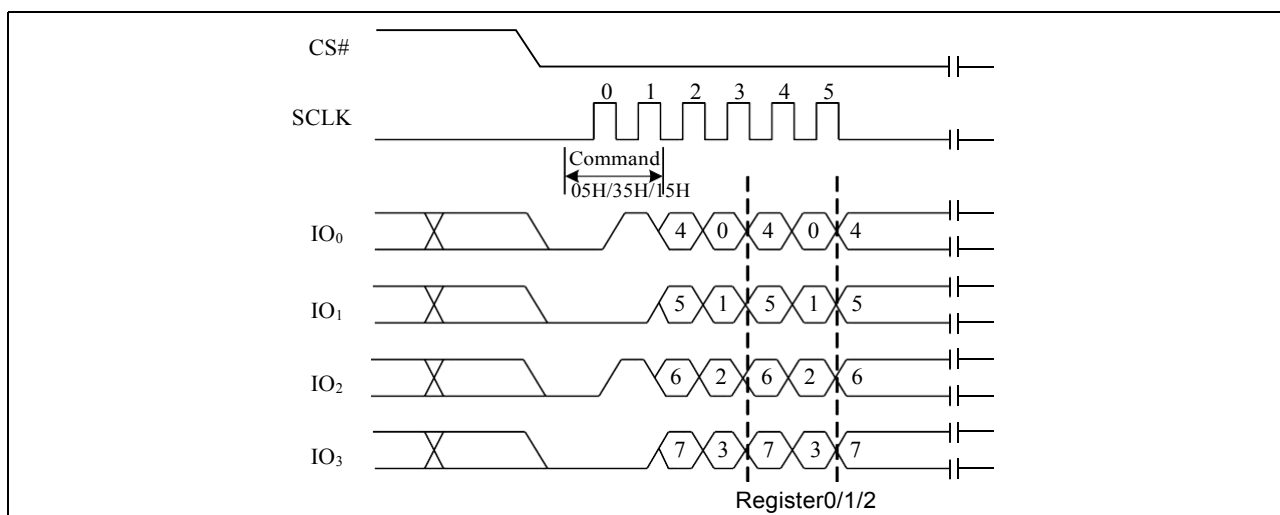 CS#
0 1 2 3 4 5
SCLK
Command
05H/35H/15H
IO₀ 4 0 4 0 4
IO₁ 5 1 5 1 5
IO₂ 6 2 6 2 6
IO₃ 7 3 7 3 7
Register0/1/2